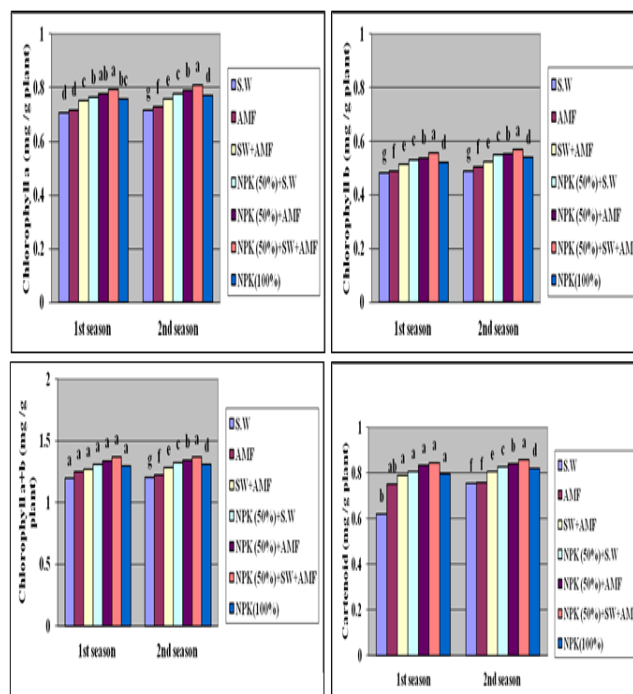 Chlorophyll a (mg /g plant)
1
0.8
0.6
0.4
0.2
0
d d c b ab a bc
g f e c b a d
1st season
2nd season
S.W
AMF
SW+AMF
NPK (50%)+S.W
NPK (50%)+AMF
NPK (50%)+SW+AMF
NPK(100%)
Chlorophyll b (mg /g plant)
1
0.8
0.6
0.4
0.2
0
g f e c b a d
g f e c b a d
1st season
2nd season
S.W
AMF
SW+AMF
NPK (50%)+S.W
NPK (50%)+AMF
NPK (50%)+SW+AMF
NPK(100%)
Chlorophyll a+b (mg /g
plant)
2
1.5
1
0.5
0
a a a a a a a
g f e c b a d
1st season
2nd season
S.W
AMF
SW+AMF
NPK (50%)+S.W
NPK (50%)+AMF
NPK (50%)+SW+AMF
NPK(100%)
Cartenoid (mg /g plant)
1
0.8
0.6
0.4
0.2
0
b ab a a a a a
f f e c b a d
1st season
2nd season
S.W
AMF
SW+AMF
NPK (50%)+S.W
NPK (50%)+AMF
NPK (50%)+SW+AMF
NPK(100%)